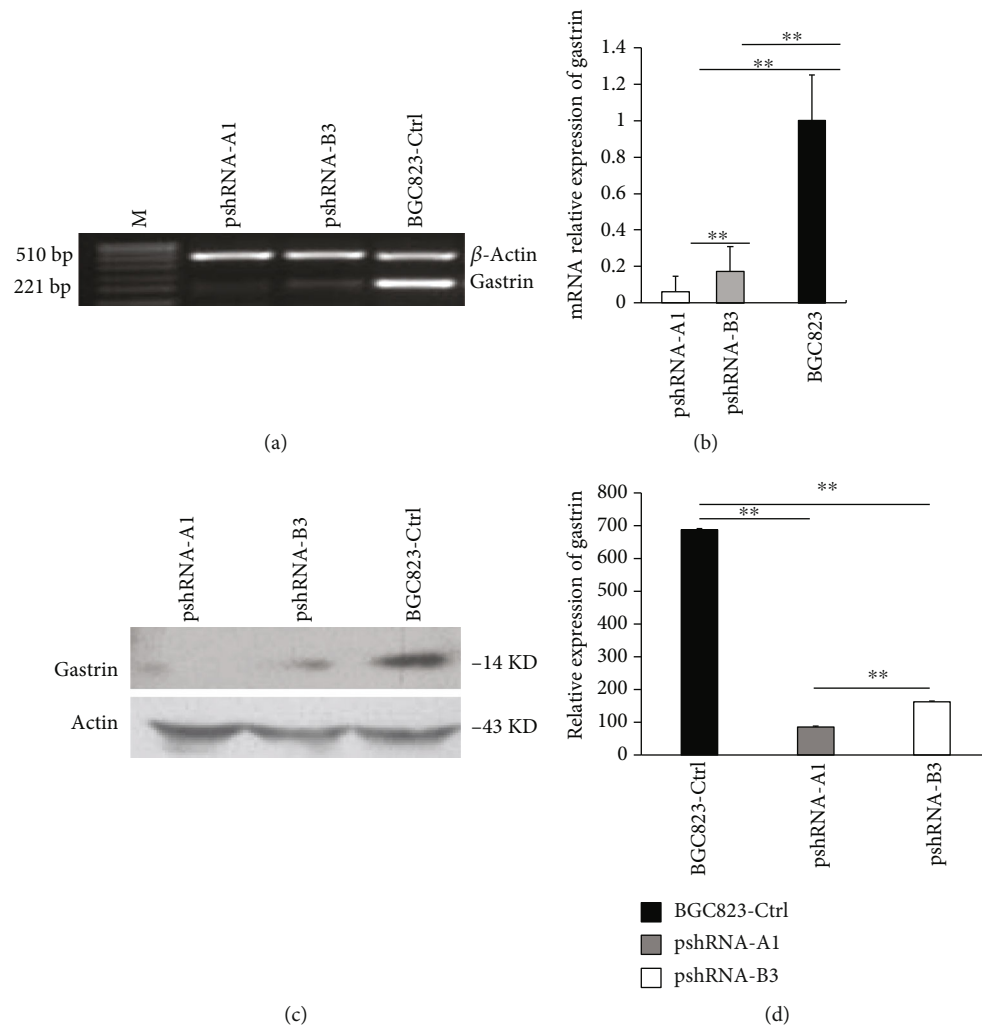 M
pshRNA-A1
pshRNA-B3
BGC823-Ctrl
510 bp
β-Actin
221 bp
Gastrin
(a)
mRNA relative expression of gastrin
1.4
1.2
1
0.8
0.6
0.4
0.2
0
**
**
**
pshRNA-A1
pshRNA-B3
BGC823
(b)
pshRNA-A1
pshRNA-B3
BGC823-Ctrl
Gastrin
–14 KD
Actin
–43 KD
(c)
Relative expression of gastrin
800
700
600
500
400
300
200
100
0
**
**
**
BGC823-Ctrl
pshRNA-A1
pshRNA-B3
BGC823-Ctrl
pshRNA-A1
pshRNA-B3
(d)